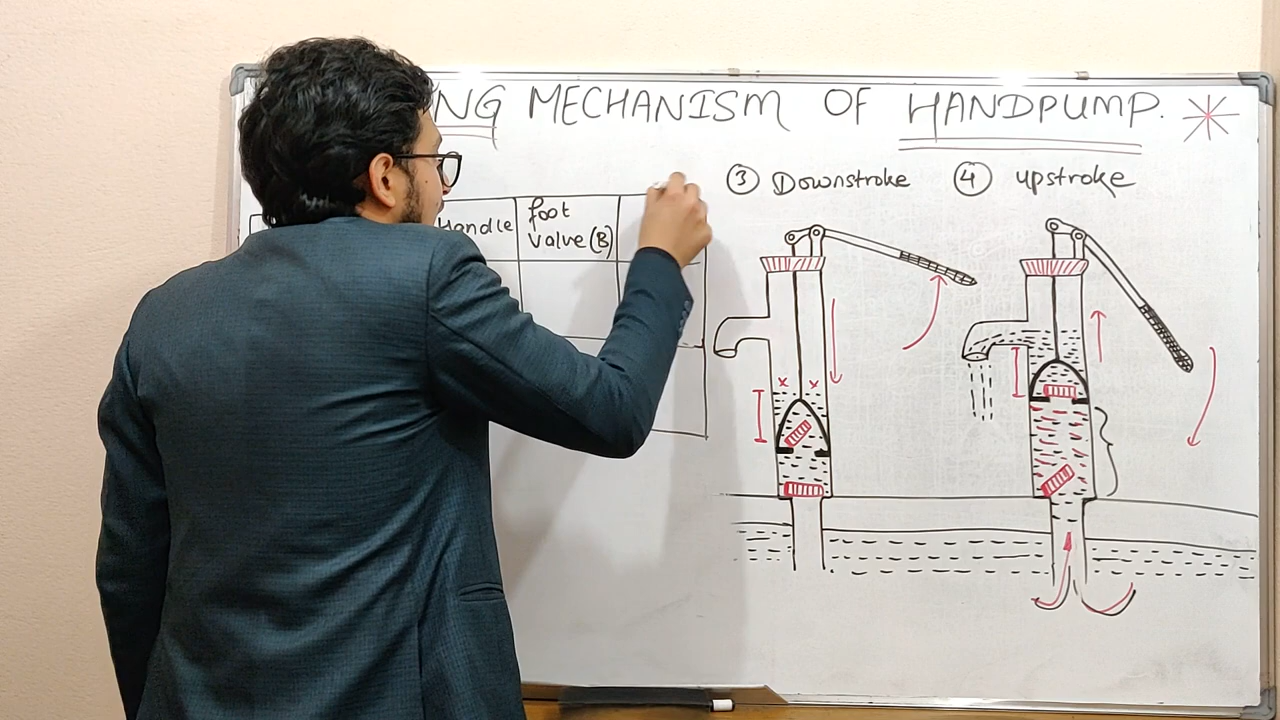 NG MECHANISM OF HANDPUMP.
③ Downstroke
④ upstroke
Handle
foot
valve (B)